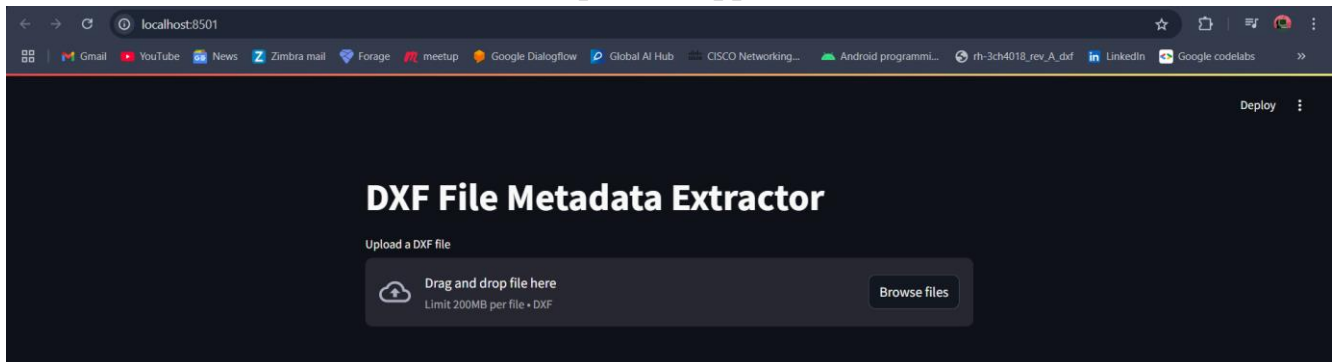 localhost:8501
Gmail YouTube News Zimbra mail Forage meetup Google Dialogflow Global AI Hub CISCO Networking... Android programmi... rh-3ch4018_rev_A_dxf LinkedIn Google codelabs »
Deploy
DXF File Metadata Extractor
Upload a DXF file
Drag and drop file here
Limit 200MB per file • DXF
Browse files